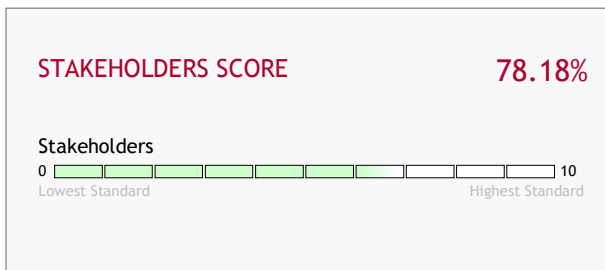 STAKEHOLDERS SCORE 78.18%
Stakeholders
0 10
Lowest Standard Highest Standard